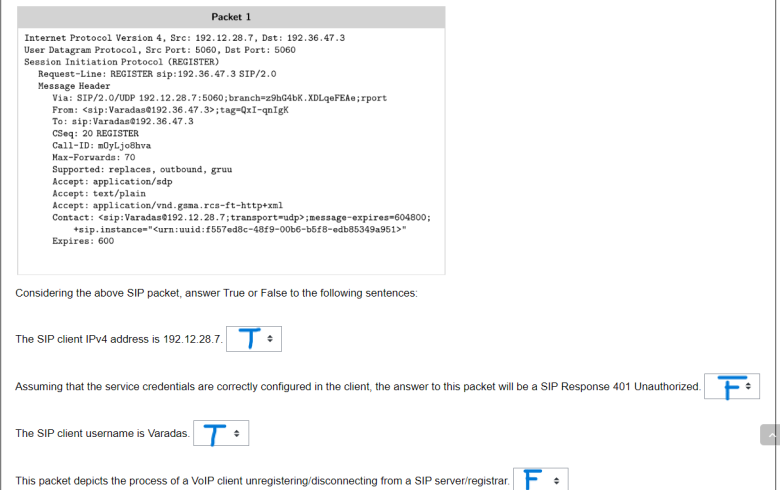 Packet 1
Internet Protocol Version 4, Src: 192.12.28.7, Dst: 192.36.47.3
User Datagram Protocol, Src Port: 5060, Dst Port: 5060
Session Initiation Protocol (REGISTER)
Request-Line: REGISTER sip:192.36.47.3 SIP/2.0
Message Header
Via: SIP/2.0/UDP 192.12.28.7:5060;branch=z9hG4bK.XDLqeFEAe;rport
From: <sip:Varadas@192.36.47.3>;tag=QxI-qnIgK
To: sip:Varadas@192.36.47.3
CSeq: 20 REGISTER
Call-ID: mOyLjo8hva
Max-Forwards: 70
Supported: replaces, outbound, gruu
Accept: application/sdp
Accept: text/plain
Accept: application/vnd.gsma.rcs-ft-http+xml
Contact: <sip:Varadas@192.12.28.7;transport=udp>;message-expires=604800;
+sip.instance="<urn:uuid:f557ed8c-48f9-00b6-b5f8-edb85349a951>"
Expires: 600
Considering the above SIP packet, answer True or False to the following sentences:
The SIP client IPv4 address is 192.12.28.7. T
Assuming that the service credentials are correctly configured in the client, the answer to this packet will be a SIP Response 401 Unauthorized. F
The SIP client username is Varadas. T
This packet depicts the process of a VoIP client unregistering/disconnecting from a SIP server/registrar. F